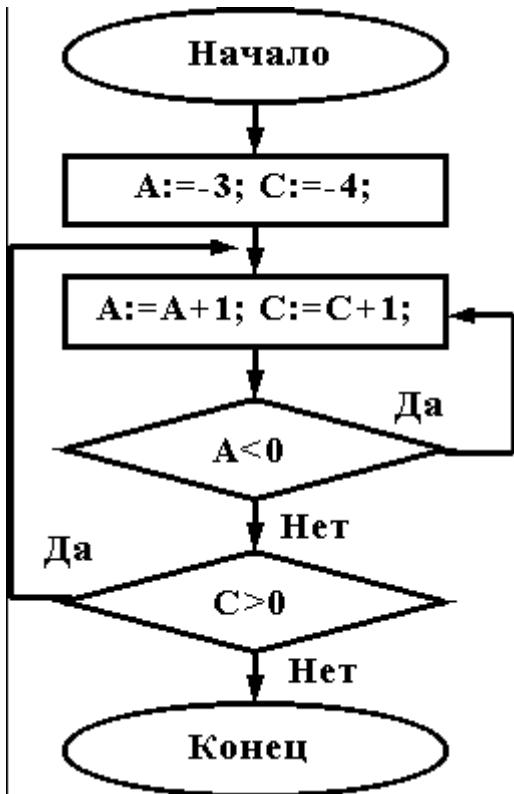 Начало
A:=-3; C:=-4;
A:=A+1; C:=C+1;
Да
A<0
Нет
Да
C>0
Нет
Конец